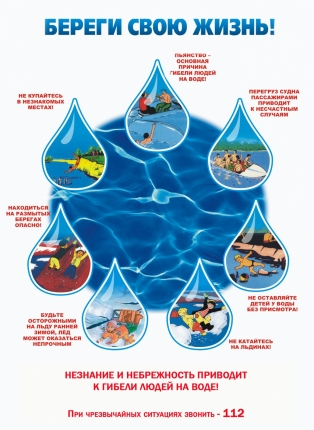 БЕРЕГИ СВОЮ ЖИЗНЬ!
ПЬЯНСТВО –
ОСНОВНАЯ
ПРИЧИНА
ГИБЕЛИ ЛЮДЕЙ
НА ВОДЕ!
НЕ КУПАЙТЕСЬ
В НЕЗНАКОМЫХ
МЕСТАХ!
ПЕРЕГРУЗ СУДНА
ПАССАЖИРАМИ
ПРИВОДИТ
К НЕСЧАСТНЫМ
СЛУЧАЯМ
НАХОДИТЬСЯ
НА РАЗМЫТЫХ
БЕРЕГАХ
ОПАСНО!
НЕ ОСТАВЛЯЙТЕ
ДЕТЕЙ У ВОДЫ
БЕЗ ПРИСМОТРА!
БУДЬТЕ
ОСТОРОЖНЫМИ
НА ЛЬДУ РАННЕЙ
ЗИМОЙ, ЛЁД
МОЖЕТ ОКАЗАТЬСЯ
НЕПРОЧНЫМ
НЕ КАТАЙТЕСЬ
НА ЛЬДИНАХ!
НЕЗНАНИЕ И НЕБРЕЖНОСТЬ ПРИВОДИТ
К ГИБЕЛИ ЛЮДЕЙ НА ВОДЕ!
ПРИ ЧРЕЗВЫЧАЙНЫХ СИТУАЦИЯХ ЗВОНИТЬ - 112